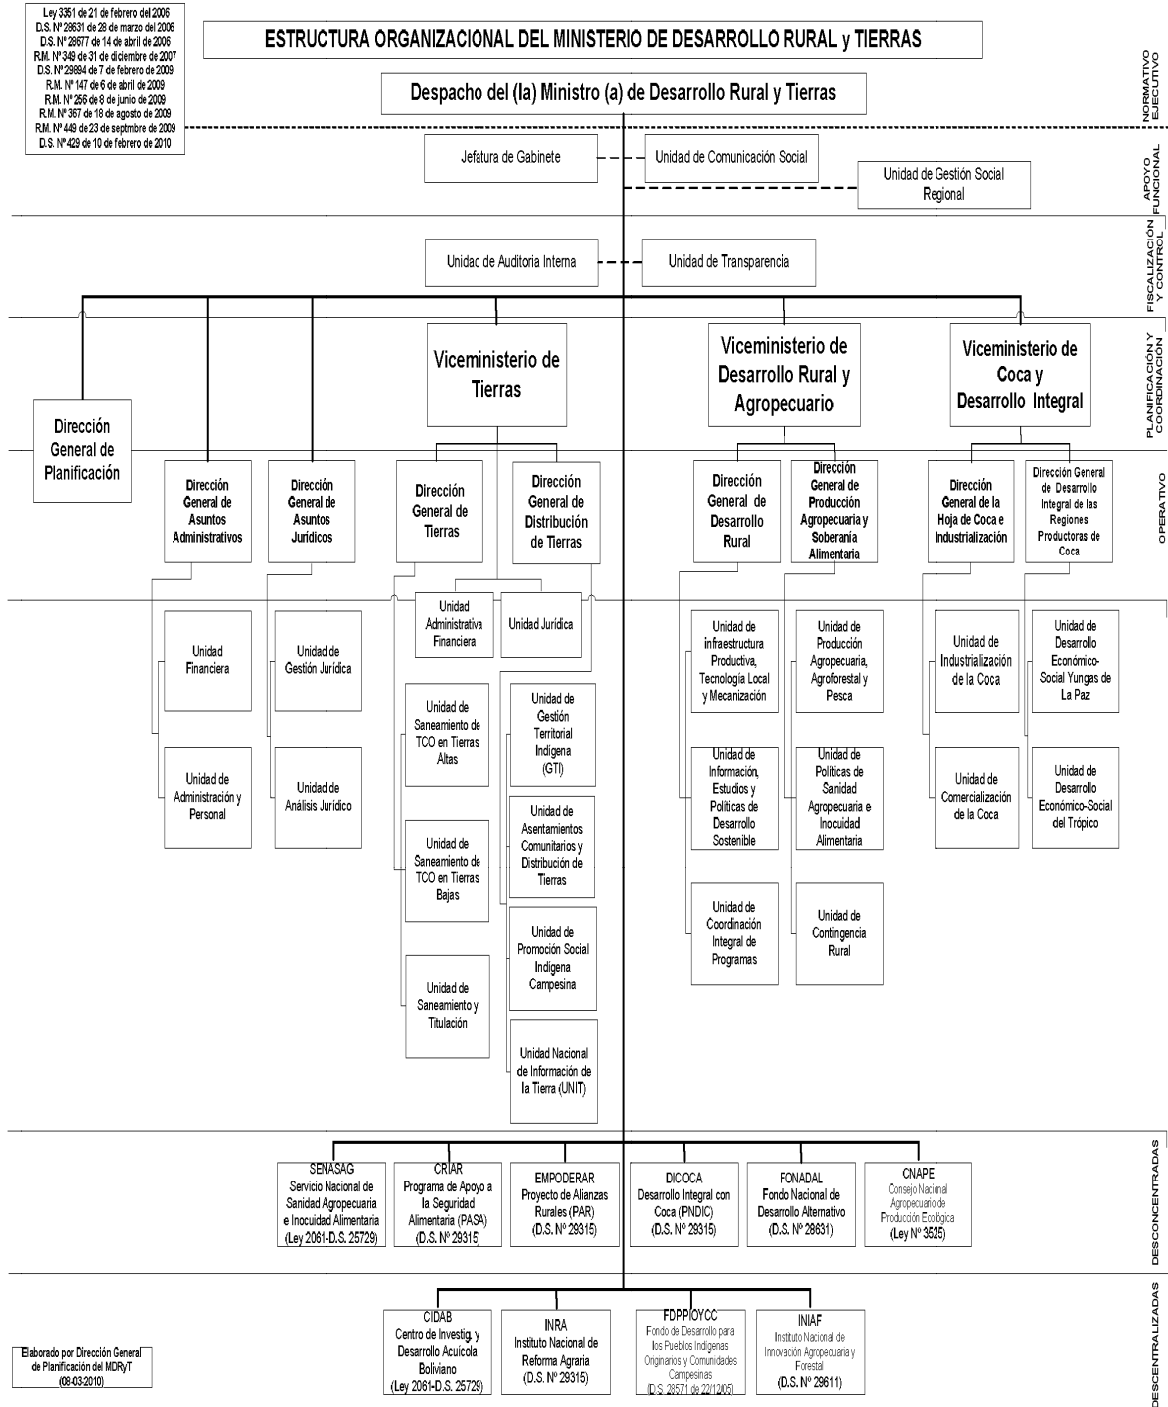 Ley 3351 de 21 de febrero del 2006
D.S. Nº 28631 de 28 de marzo del 2006
D.S. Nº 28677 de 14 de abril de 2006
R.M. Nº 349 de 31 de diciembre de 2007
D.S. Nº 29894 de 7 de febrero de 2009
R.M. Nº 147 de 6 de abril de 2009
R.M. Nº 256 de 8 de junio de 2009
R.M. Nº 367 de 18 de agosto de 2009
R.M. Nº 449 de 23 de septmbre de 2009
D.S. Nº 429 de 10 de febrero de 2010
ESTRUCTURA ORGANIZACIONAL DEL MINISTERIO DE DESARROLLO RURAL y TIERRAS
Despacho del (la) Ministro (a) de Desarrollo Rural y Tierras
NORMATIVO
EJECUTIVO
Jefatura de Gabinete
Unidad de Comunicación Social
Unidad de Gestión Social
Regional
APOYO
FUNCIONAL
Unidad de Auditoria Interna
Unidad de Transparencia
FISCALIZACIÓN
Y CONTROL
Viceministerio de
Tierras
Viceministerio de
Desarrollo Rural y
Agropecuario
Viceministerio de
Coca y
Desarrollo Integral
PLANIFICACIÓN Y
COORDINACIÓN
Dirección
General de
Planificación
Dirección
General de
Asuntos
Administrativos
Dirección
General de
Asuntos
Jurídicos
Dirección
General de
Tierras
Dirección
General de
Distribución
de Tierras
Dirección
General de
Desarrollo
Rural
Dirección
General de
Producción
Agropecuaria y
Soberanía
Alimentaria
Dirección
General de la
Hoja de Coca e
Industrialización
Dirección General
de Desarrollo
Integral de las
Regiones
Productoras de
Coca
OPERATIVO
Unidad
Administrativa
Financiera
Unidad Jurídica
Unidad
Financiera
Unidad de
Gestión Jurídica
Unidad de
infraestructura
Productiva,
Tecnología Local
y Mecanización
Unidad de
Producción
Agropecuaria,
Agroforestal y
Pesca
Unidad de
Industrialización
de la Coca
Unidad de
Desarrollo
Económico-
Social Yungas de
La Paz
Unidad de
Saneamiento de
TCO en Tierras
Altas
Unidad de
Gestión
Territorial
Indígena
(GTI)
Unidad de
Administración y
Personal
Unidad de
Análisis Jurídico
Unidad de
Información,
Estudios y
Políticas de
Desarrollo
Sostenible
Unidad de
Políticas de
Sanidad
Agropecuaria e
Inocuidad
Alimentaria
Unidad de
Comercialización
de la Coca
Unidad de
Desarrollo
Económico-Social
del Trópico
Unidad de
Saneamiento de
TCO en Tierras
Bajas
Unidad de
Asentamientos
Comunitarios y
Distribución de
Tierras
Unidad de
Coordinación
Integral de
Programas
Unidad de
Contingencia
Rural
Unidad de
Promoción Social
Indígena
Campesina
Unidad de
Saneamiento y
Titulación
Unidad Nacional
de Información de
la Tierra (UNIT)
SENASAG
Servicio Nacional de
Sanidad Agropecuaria
e Inocuidad Alimentaria
(Ley 2061-D.S. 25729)
CRIAR
Programa de Apoyo a
la Seguridad
Alimentaria (PASA)
(D.S. Nº 29315)
EMPODERAR
Proyecto de Alianzas
Rurales (PAR)
(D.S. Nº 29315)
DICOCA
Desarrollo Integral con
Coca (PNDIC)
(D.S. Nº 29315)
FONADAL
Fondo Nacional de
Desarrollo Alternativo
(D.S. Nº 28631)
CNAPE
Consejo Nacional
Agropecuario de
Producción Ecológica
(Ley Nº 3525)
DESCONCENTRADAS
CIDAB
Centro de Investig. y
Desarrollo Acuícola
Boliviano
(Ley 2061-D.S. 25729)
INRA
Instituto Nacional de
Reforma Agraria
(D.S. Nº 29315)
FDPPIOYCC
Fondo de Desarrollo para
los Pueblos Indígenas
Originarios y Comunidades
Campesinas
(D.S. 28571 de 22/12/05)
INIAF
Instituto Nacional de
Innovación Agropecuaria y
Forestal
(D.S. Nº 29611)
DESCENTRALIZADAS
Elaborado por Dirección General
de Planificación del MDRyT
(08-03-2010)